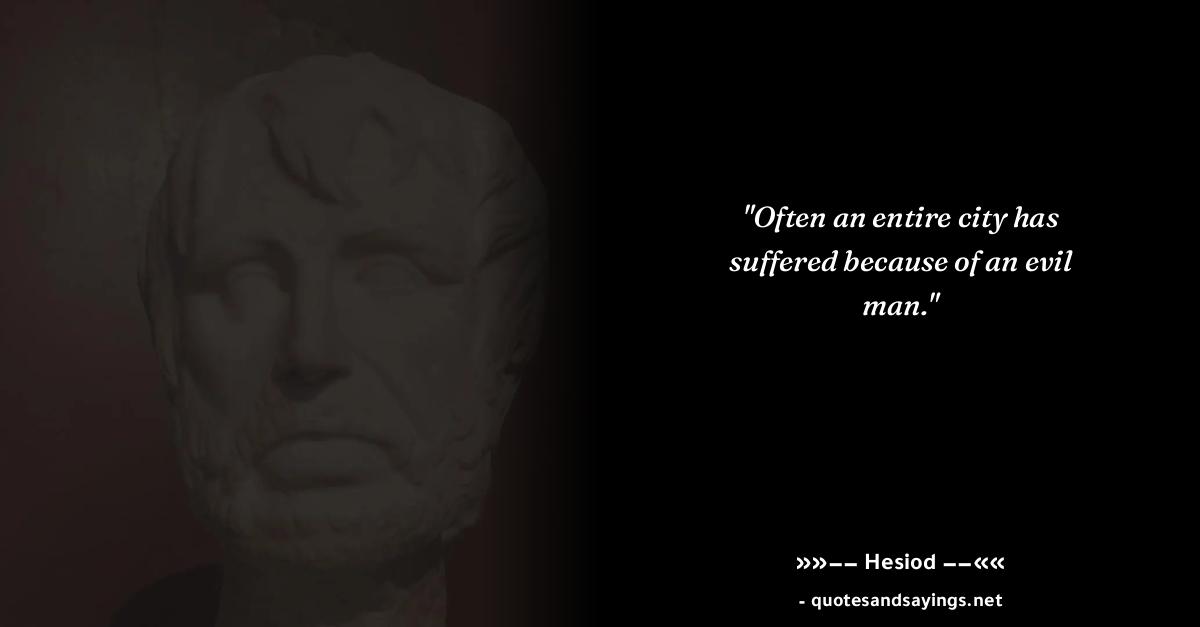 "Often an entire city has
suffered because of an evil
man."
»»−− Hesiod −−««
- quotesandsayings.net